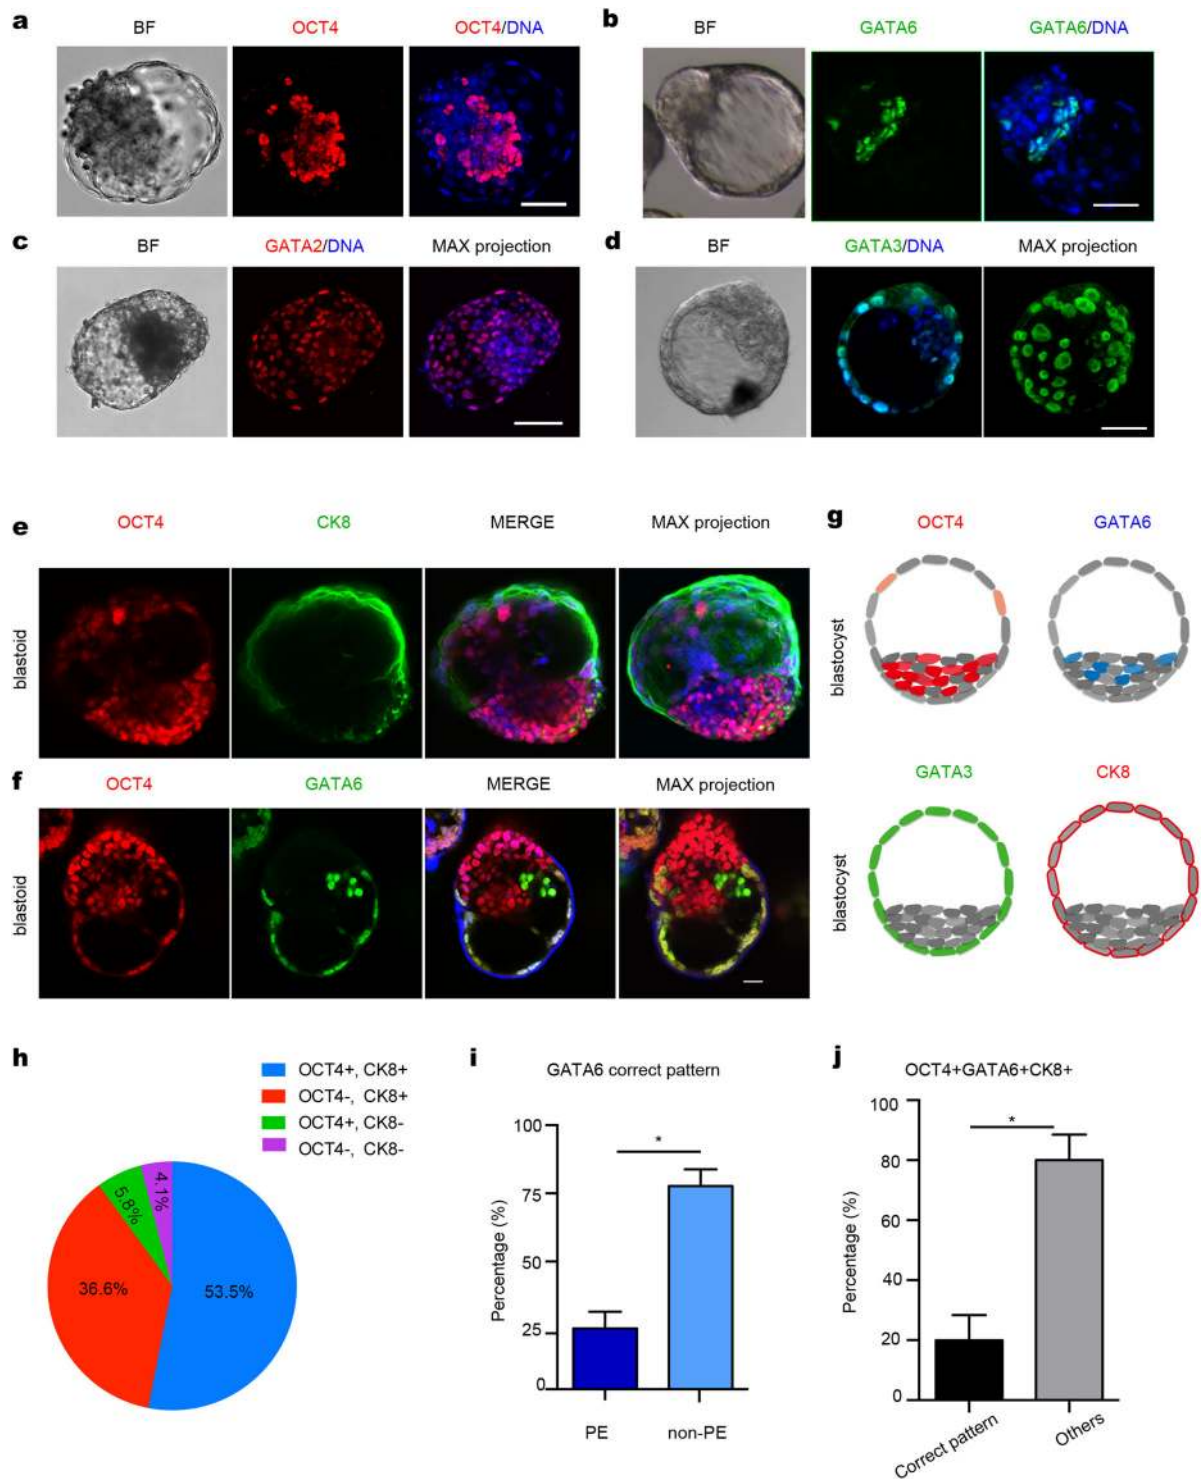 a
BF
OCT4
OCT4/DNA
b
BF
GATA6
GATA6/DNA
c
BF
GATA2/DNA
MAX projection
d
BF
GATA3/DNA
MAX projection
e
OCT4
CK8
MERGE
MAX projection
blastoid
f
OCT4
GATA6
MERGE
MAX projection
blastoid
g
OCT4
GATA6
blastocyst
GATA3
CK8
blastocyst
h
OCT4+, CK8+
OCT4-, CK8+
OCT4+, CK8-
OCT4-, CK8-
4.1%
5.8%
36.6%
53.5%
i
GATA6 correct pattern
Percentage (%)
100
75
50
25
0
*
PE
non-PE
j
OCT4+GATA6+CK8+
Percentage (%)
100
80
60
40
20
0
*
Correct pattern
Others